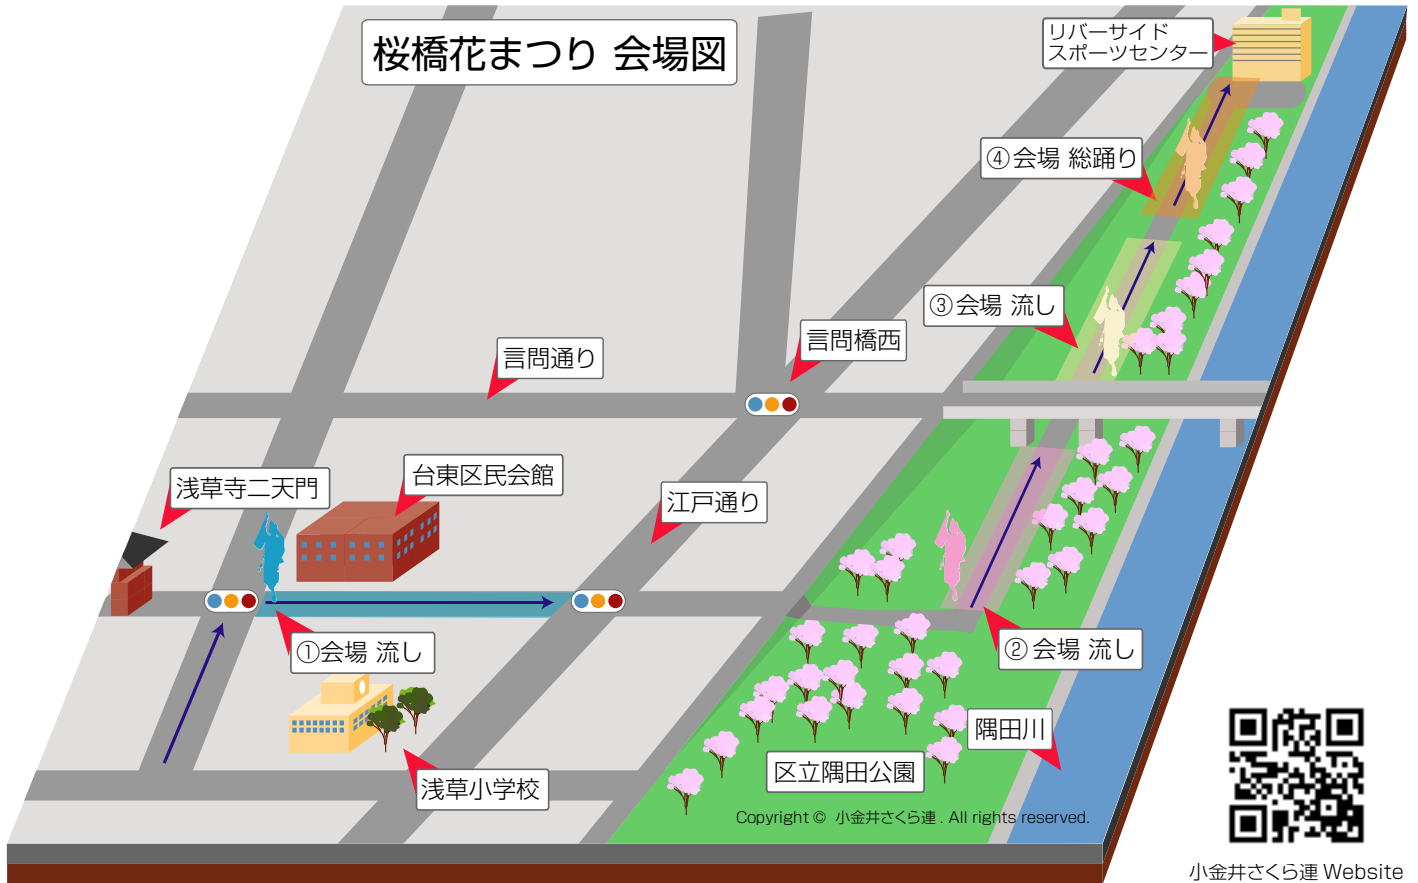 桜橋花まつり 会場図
リバーサイド
スポーツセンター
④会場 総踊り
③会場 流し
言問橋西
言問通り
台東区民会館
浅草寺二天門
江戸通り
①会場 流し
②会場 流し
隅田川
区立隅田公園
浅草小学校
Copyright © 小金井さくら連 . All rights reserved.
小金井さくら連 Website